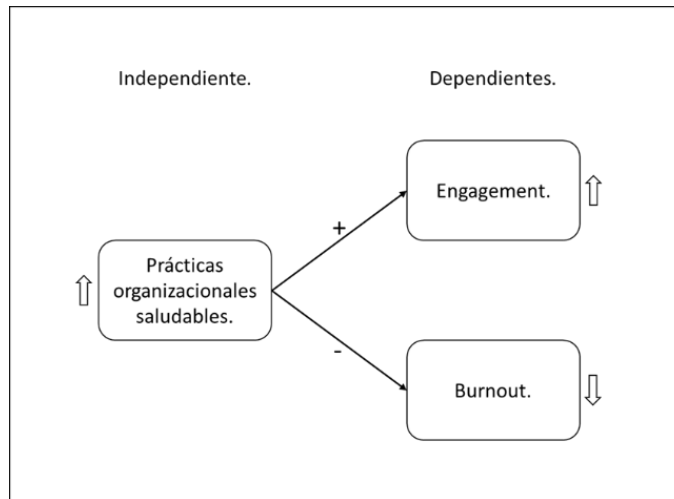 Independiente.
Dependientes.
Engagement.
+
Prácticas
organizacionales
saludables.
-
Burnout.